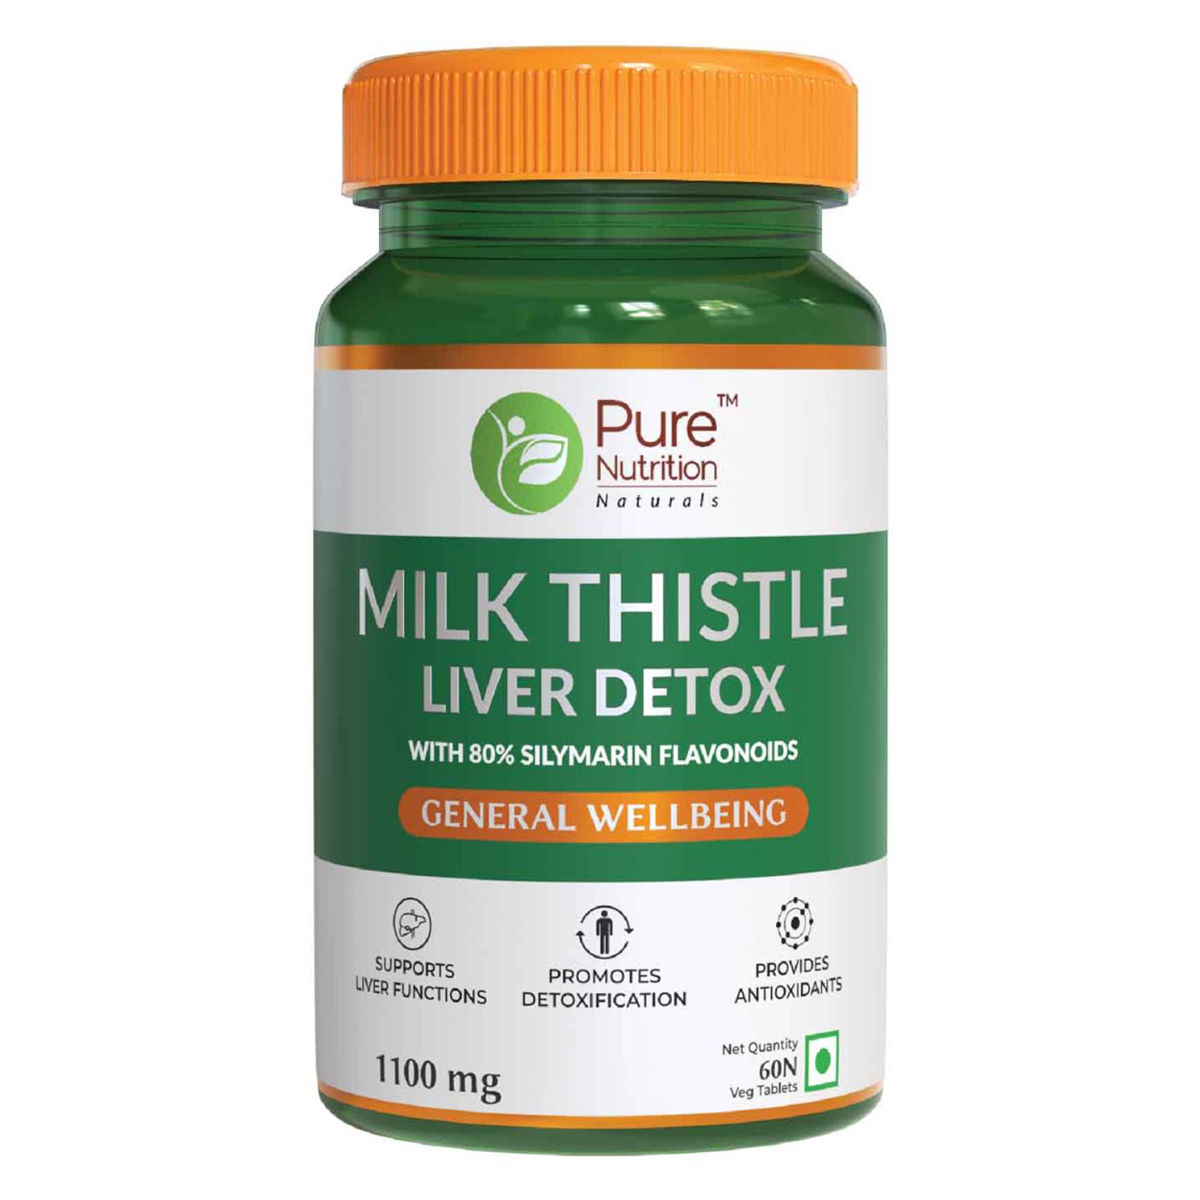 Pure™
Nutrition
Naturals
MILK THISTLE
LIVER DETOX
WITH 80% SILYMARIN FLAVONOIDS
GENERAL WELLBEING
SUPPORTS
LIVER FUNCTIONS
PROMOTES
DETOXIFICATION
PROVIDES
ANTIOXIDANTS
1100 mg
Net Quantity
60N
Veg Tablets